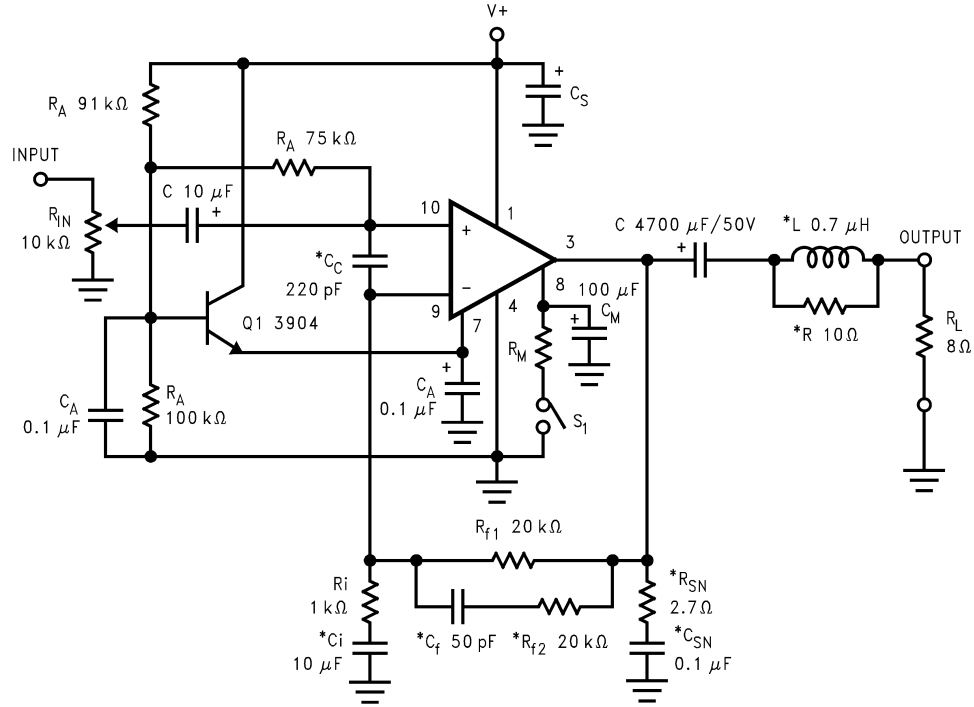 V+
+
C_S
R_A 91 kΩ
R_A 75 kΩ
INPUT
C 10 μF
+
R_IN
10 kΩ
10
+
1
*C_C
220 pF
−
9
7
4
3
8
C 4700 μF/50V
+
*L 0.7 μH
OUTPUT
*R 10Ω
R_L
8Ω
100 μF
+
C_M
R_M
S_1
Q1 3904
+
C_A
0.1 μF
R_A
100 kΩ
C_A
0.1 μF
R_f1 20 kΩ
Ri
1 kΩ
*Ci
10 μF
*C_f 50 pF
*R_f2 20 kΩ
*R_SN
2.7Ω
*C_SN
0.1 μF